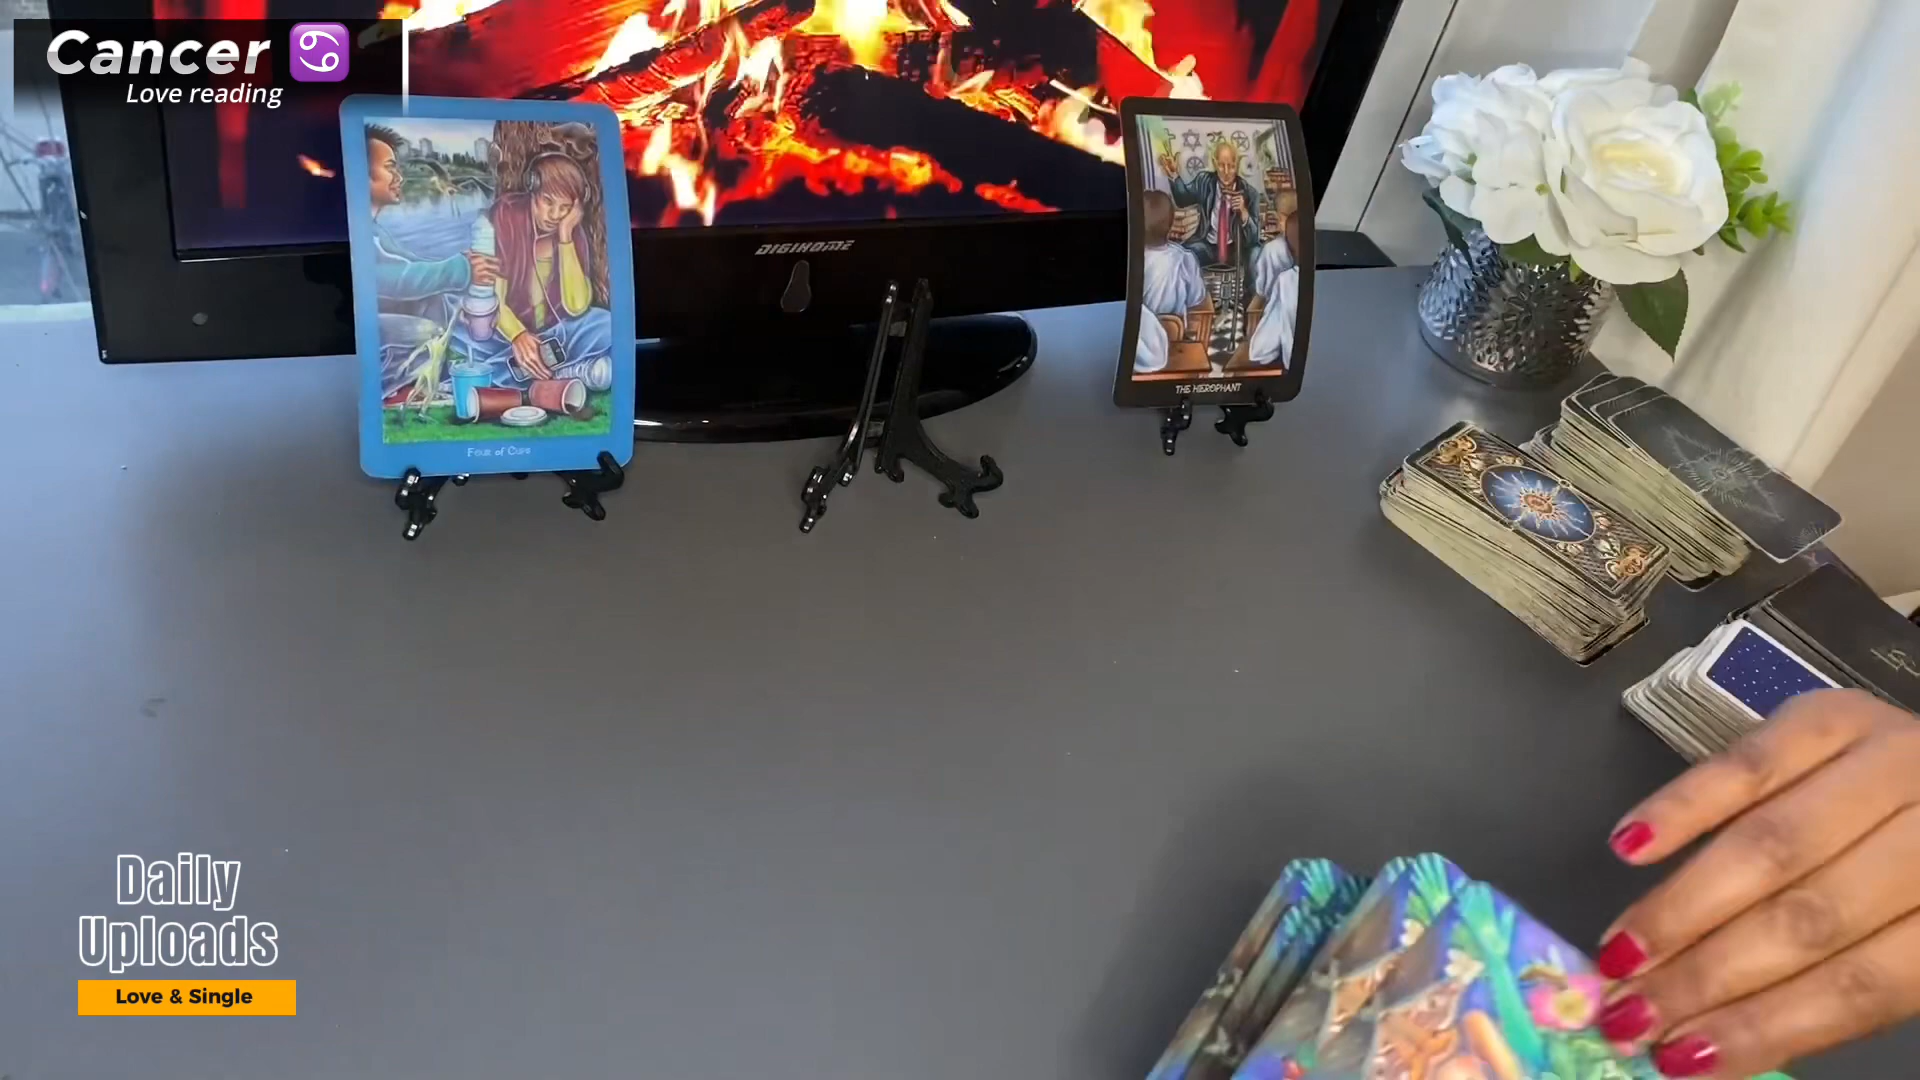 Cancer ♋
Love reading
DIGIHOME
THE HIEROPHANT
Four of Cups
Daily
Uploads
Love & Single